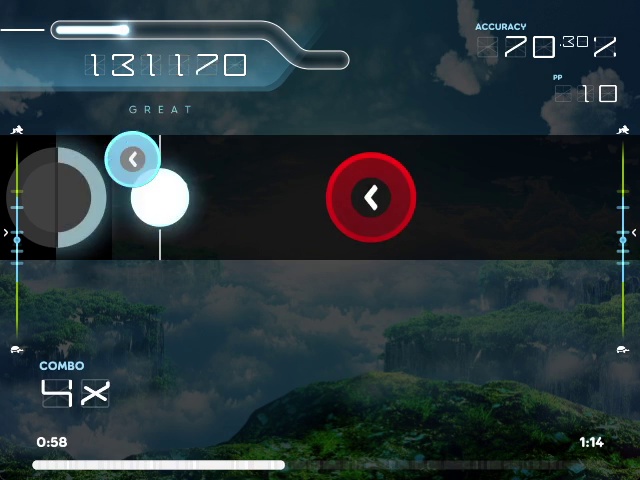 131170
GREAT
ACCURACY
70.30%
PP
10
COMBO
4x
0:58
1:14